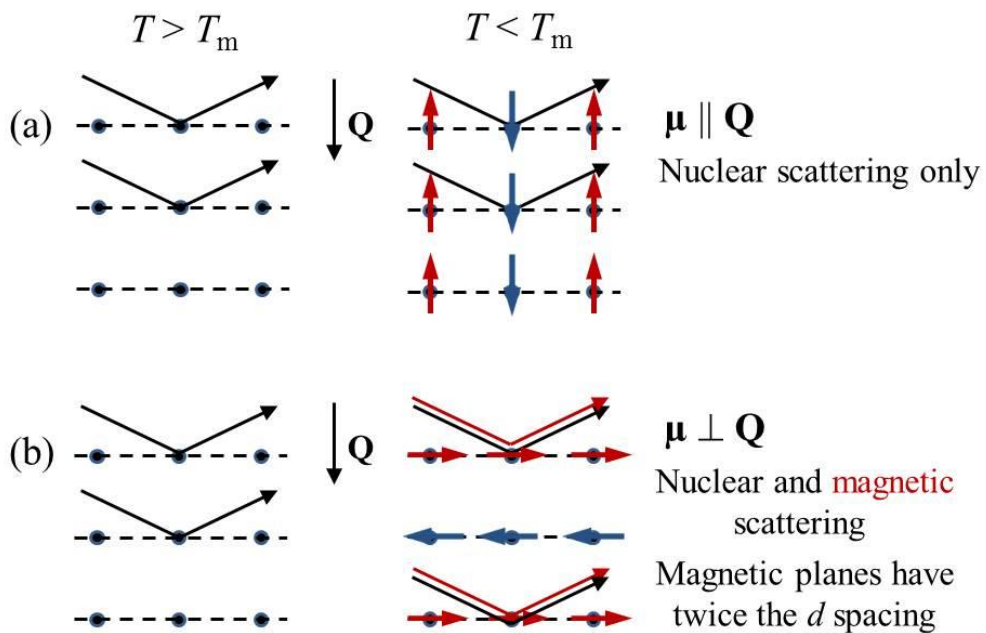 T > Tm
T < Tm
(a)
Q
μ ∥ Q
Nuclear scattering only
(b)
Q
μ ⊥ Q
Nuclear and magnetic
scattering
Magnetic planes have
twice the d spacing